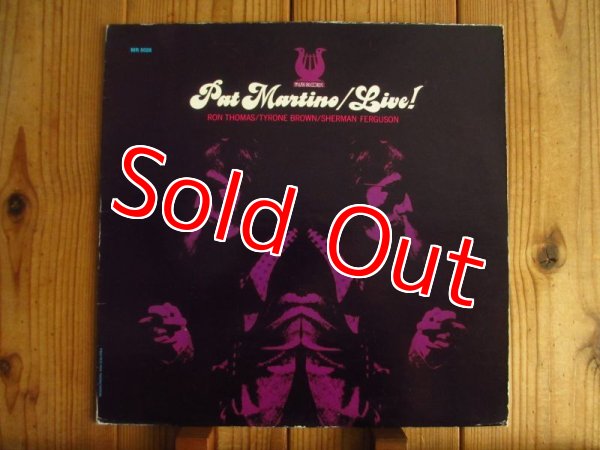 MR 5026
MUSE RECORDS
Pat Martino/Live!
RON THOMAS/TYRONE BROWN/SHERMAN FERGUSON
Sold Out